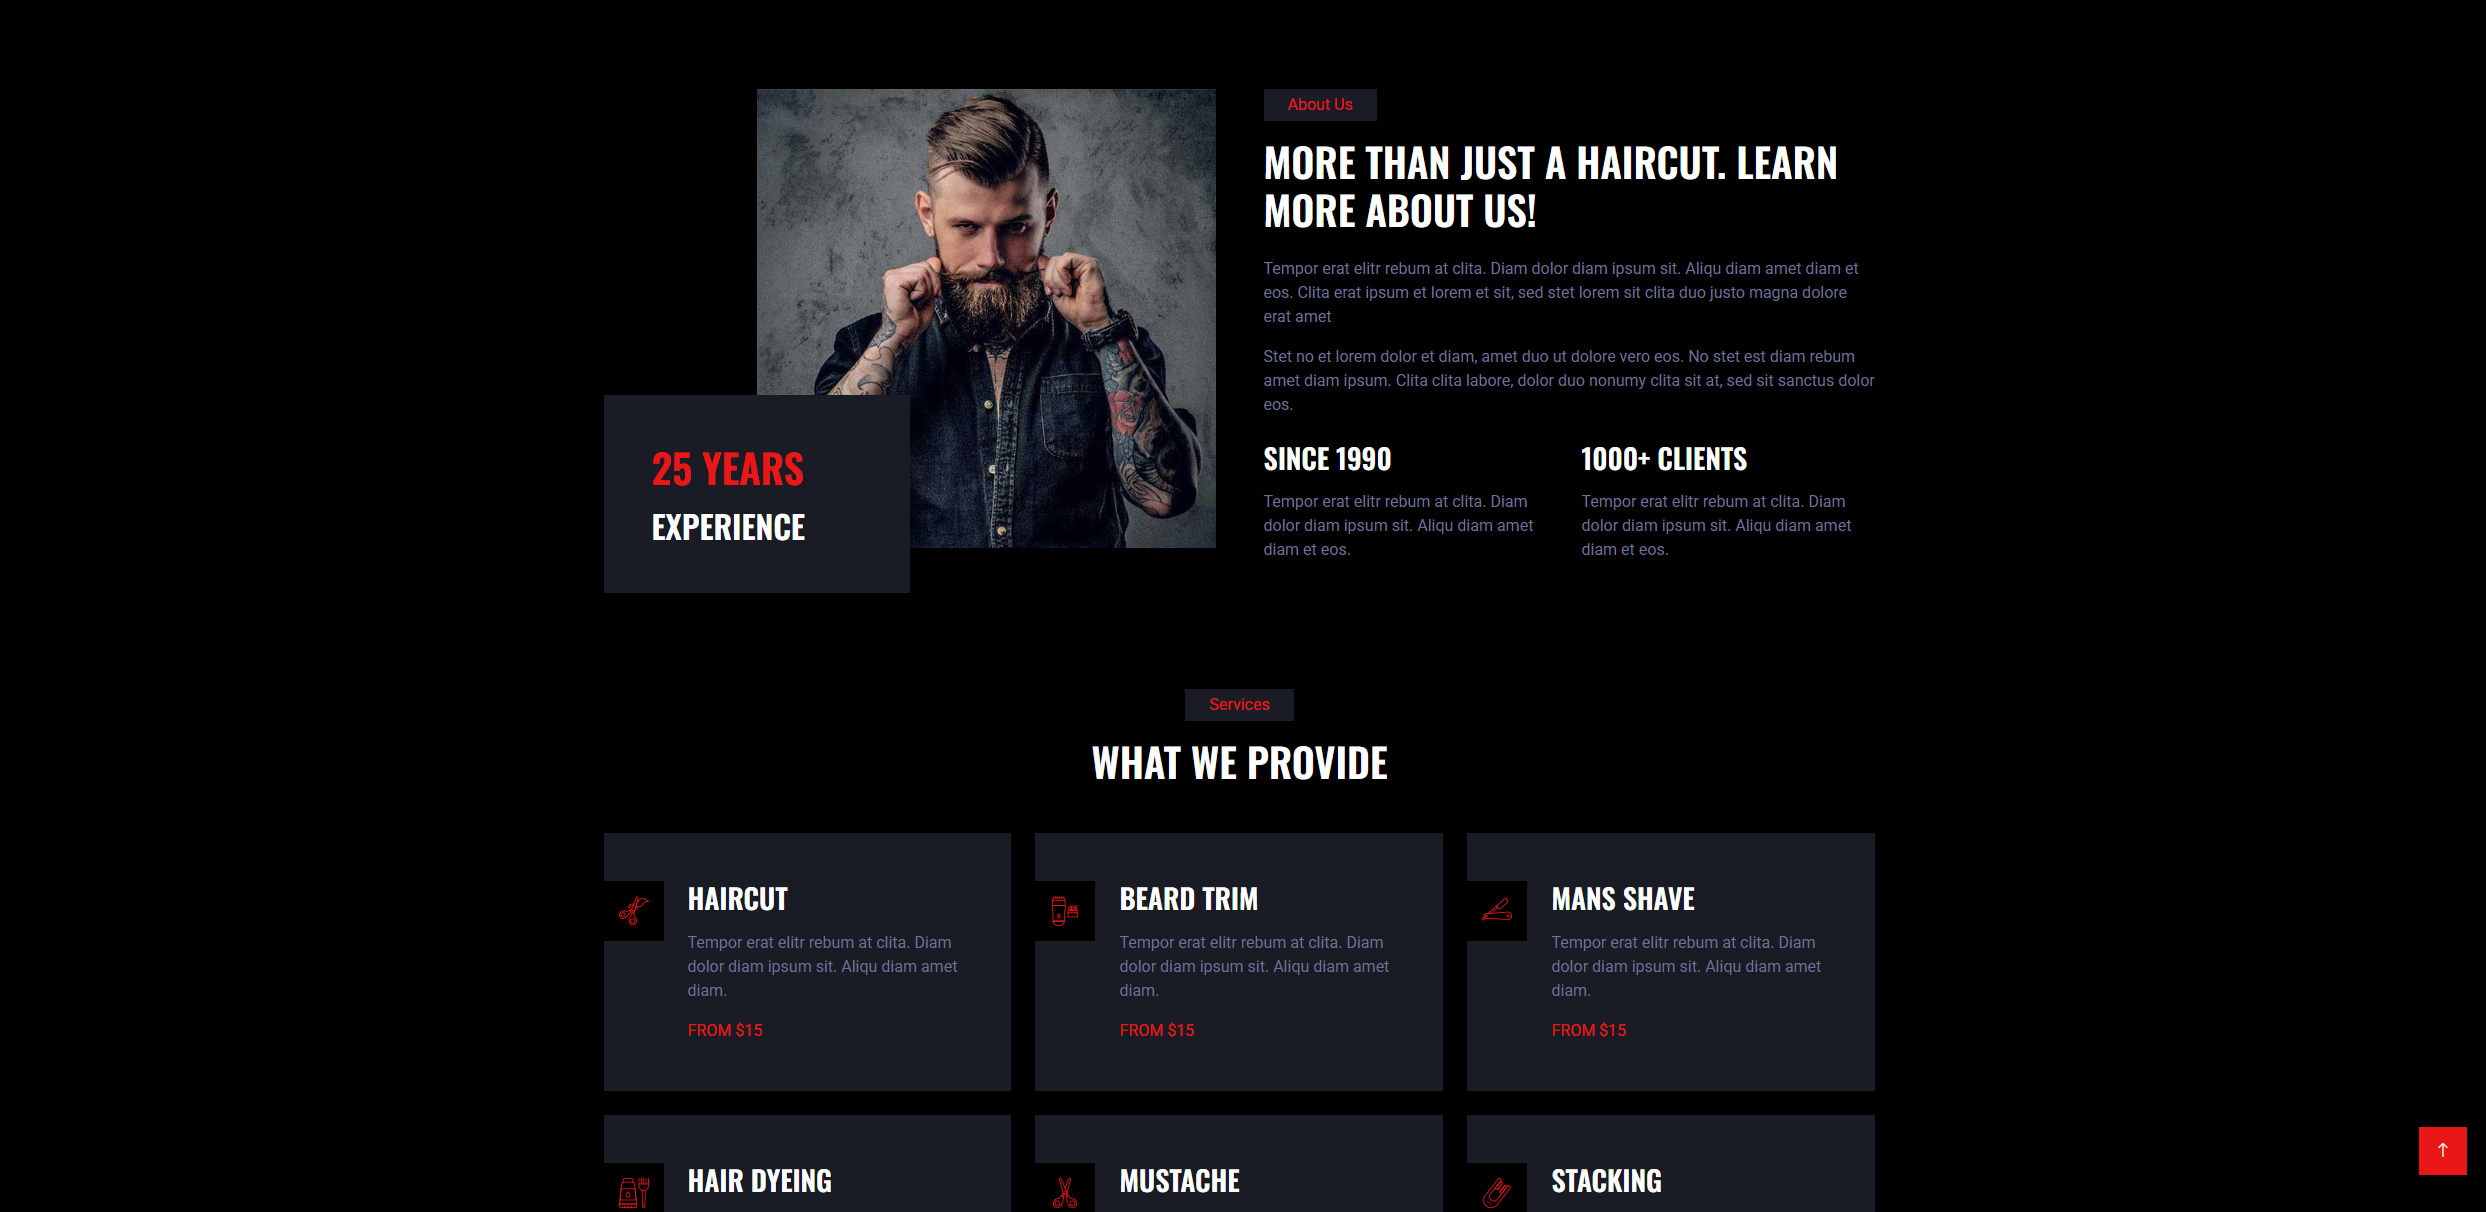 About Us
MORE THAN JUST A HAIRCUT. LEARN
MORE ABOUT US!
Tempor erat elitr rebum at clita. Diam dolor diam ipsum sit. Aliqu diam amet diam et
eos. Clita erat ipsum et lorem et sit, sed stet lorem sit clita duo justo magna dolore
erat amet
Stet no et lorem dolor et diam, amet duo ut dolore vero eos. No stet est diam rebum
amet diam ipsum. Clita clita labore, dolor duo nonumy clita sit at, sed sit sanctus dolor
eos.
25 YEARS
EXPERIENCE
SINCE 1990
Tempor erat elitr rebum at clita. Diam
dolor diam ipsum sit. Aliqu diam amet
diam et eos.
1000+ CLIENTS
Tempor erat elitr rebum at clita. Diam
dolor diam ipsum sit. Aliqu diam amet
diam et eos.
Services
WHAT WE PROVIDE
HAIRCUT
Tempor erat elitr rebum at clita. Diam
dolor diam ipsum sit. Aliqu diam amet
diam.
FROM $15
BEARD TRIM
Tempor erat elitr rebum at clita. Diam
dolor diam ipsum sit. Aliqu diam amet
diam.
FROM $15
MANS SHAVE
Tempor erat elitr rebum at clita. Diam
dolor diam ipsum sit. Aliqu diam amet
diam.
FROM $15
HAIR DYEING
MUSTACHE
STACKING